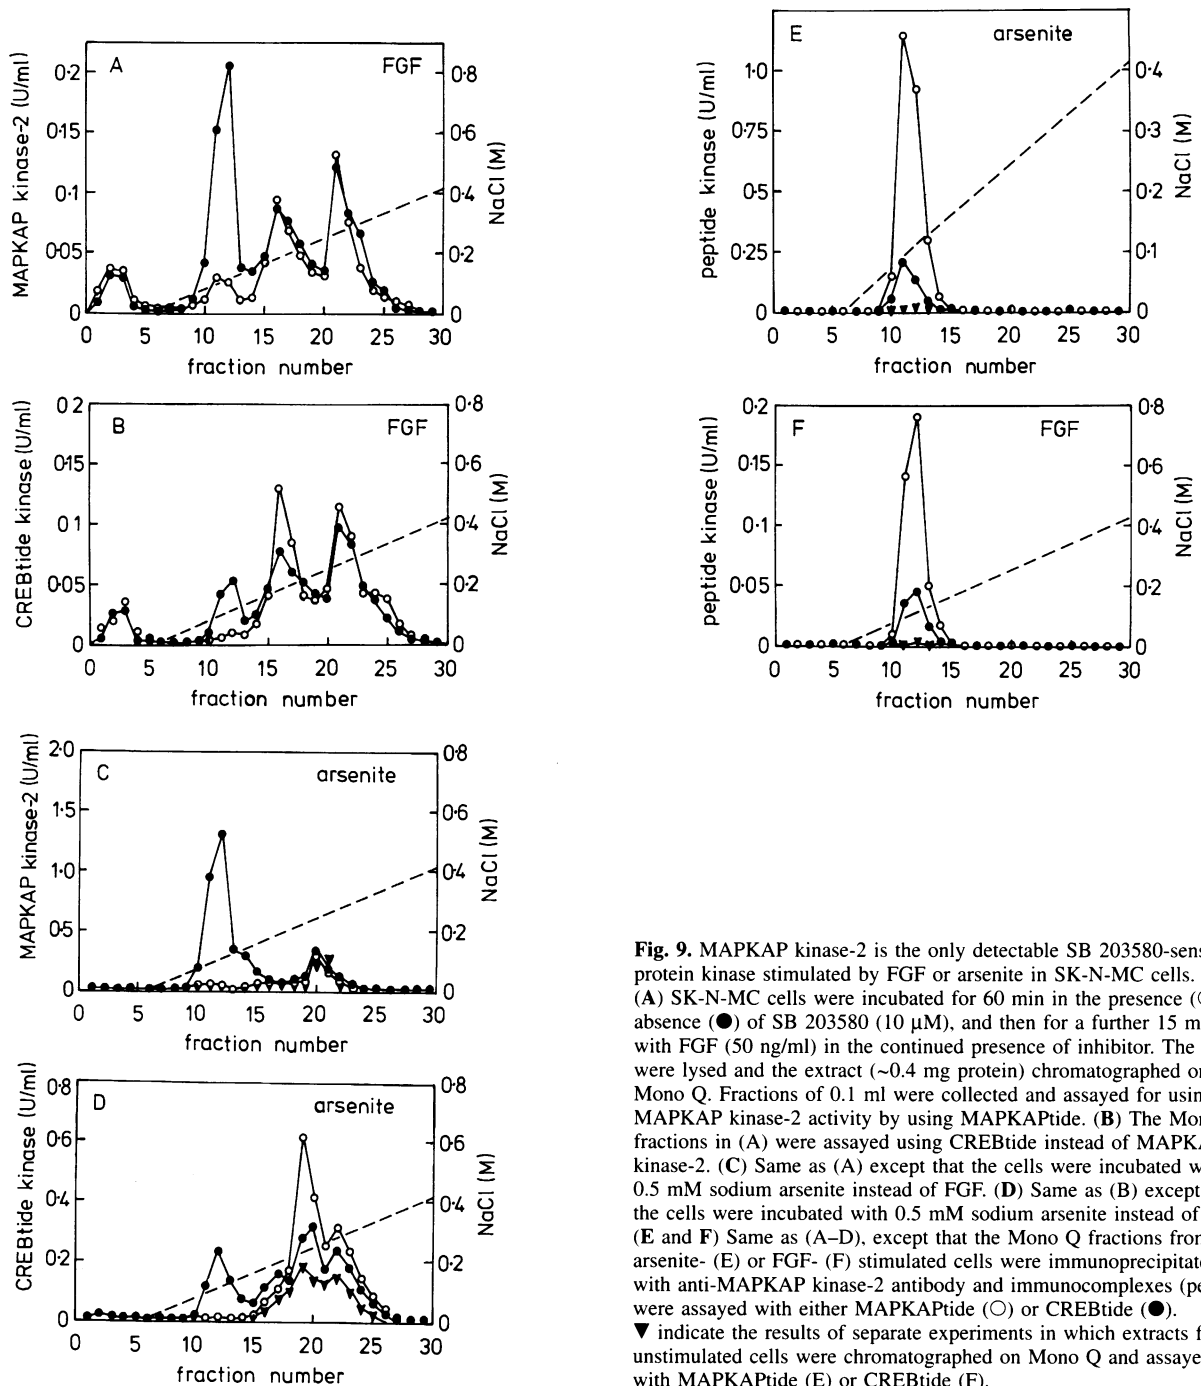 A
FGF
MAPKAP kinase-2 (U/ml)
0·2
0·15
0·1
0·05
0
0·8
0·6
0·4
0·2
0
NaCl (M)
0 5 10 15 20 25 30
fraction number
B
FGF
CREBtide kinase (U/ml)
0·2
0·15
0·1
0·05
0
0·8
0·6
0·4
0·2
0
NaCl (M)
0 5 10 15 20 25 30
fraction number
C
arsenite
MAPKAP kinase-2 (U/ml)
2·0
1·5
1·0
0·5
0
0·8
0·6
0·4
0·2
0
NaCl (M)
0 5 10 15 20 25 30
fraction number
D
arsenite
CREBtide kinase (U/ml)
0·8
0·6
0·4
0·2
0
0·8
0·6
0·4
0·2
0
NaCl (M)
0 5 10 15 20 25 30
fraction number
E
arsenite
peptide kinase (U/ml)
1·0
0·75
0·5
0·25
0
0·4
0·3
0·2
0·1
0
NaCl (M)
0 5 10 15 20 25 30
fraction number
F
FGF
peptide kinase (U/ml)
0·2
0·15
0·1
0·05
0
0·8
0·6
0·4
0·2
0
NaCl (M)
0 5 10 15 20 25 30
fraction number
Fig. 9. MAPKAP kinase-2 is the only detectable SB 203580-sens
protein kinase stimulated by FGF or arsenite in SK-N-MC cells.
(A) SK-N-MC cells were incubated for 60 min in the presence (○
absence (●) of SB 203580 (10 μM), and then for a further 15 m
with FGF (50 ng/ml) in the continued presence of inhibitor. The
were lysed and the extract (~0.4 mg protein) chromatographed on
Mono Q. Fractions of 0.1 ml were collected and assayed for usin
MAPKAP kinase-2 activity by using MAPKAPtide. (B) The Mon
fractions in (A) were assayed using CREBtide instead of MAPKA
kinase-2. (C) Same as (A) except that the cells were incubated w
0.5 mM sodium arsenite instead of FGF. (D) Same as (B) except
the cells were incubated with 0.5 mM sodium arsenite instead of
(E and F) Same as (A–D), except that the Mono Q fractions from
arsenite- (E) or FGF- (F) stimulated cells were immunoprecipitate
with anti-MAPKAP kinase-2 antibody and immunocomplexes (pe
were assayed with either MAPKAPtide (○) or CREBtide (●).
▼ indicate the results of separate experiments in which extracts f
unstimulated cells were chromatographed on Mono Q and assaye
with MAPKAPtide (E) or CREBtide (F).